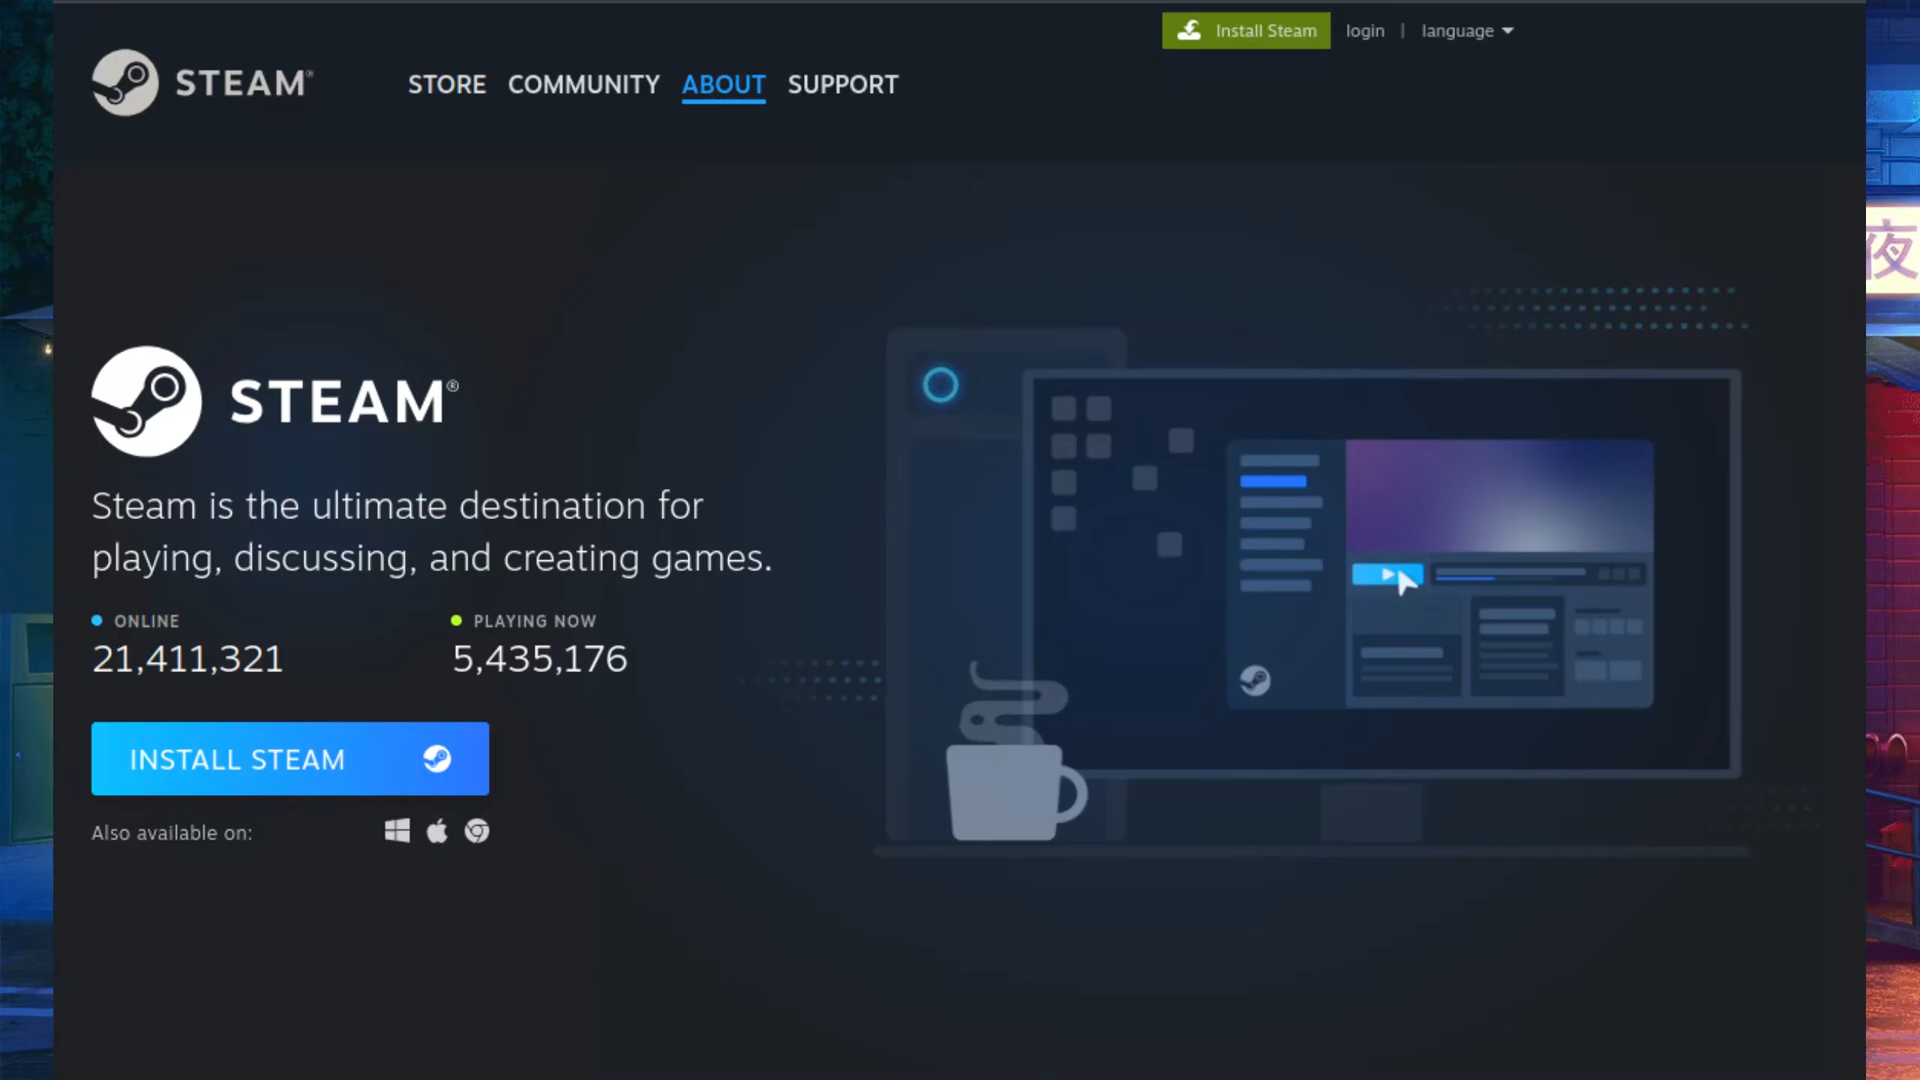 Install Steam login | language
STEAM®
STORE COMMUNITY ABOUT SUPPORT
夜
STEAM®
Steam is the ultimate destination for
playing, discussing, and creating games.
ONLINE
21,411,321
PLAYING NOW
5,435,176
INSTALL STEAM
Also available on: